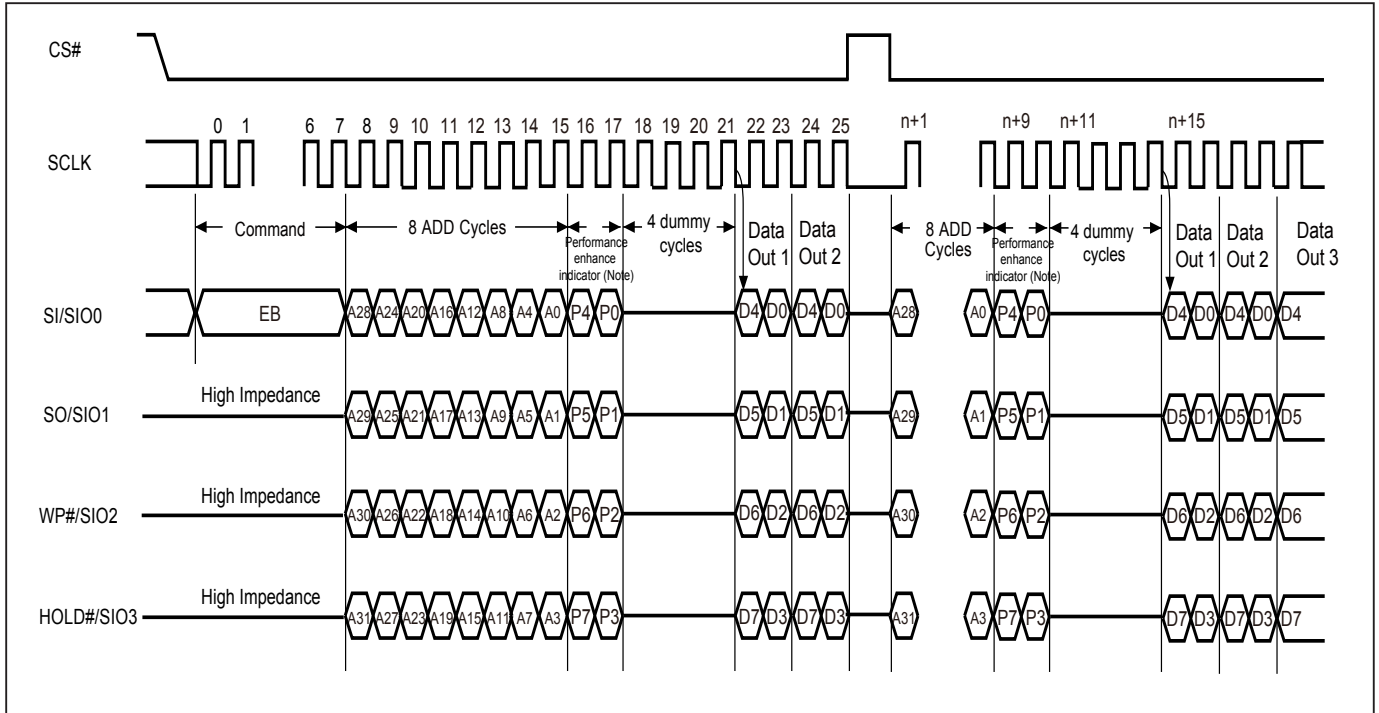 CS#
0 1 6 7 8 9 10 11 12 13 14 15 16 17 18 19 20 21 22 23 24 25 n+1 n+9 n+11 n+15
SCLK
Command 8 ADD Cycles Performance enhance indicator (Note) 4 dummy cycles Data Out 1 Data Out 2 8 ADD Cycles Performance enhance indicator (Note) 4 dummy cycles Data Out 1 Data Out 2 Data Out 3
SI/SIO0 EB A28 A24 A20 A16 A12 A8 A4 A0 P4 P0 D4 D0 D4 D0 A28 A0 P4 P0 D4 D0 D4 D0 D4
High Impedance
SO/SIO1 A29 A25 A21 A17 A13 A9 A5 A1 P5 P1 D5 D1 D5 D1 A29 A1 P5 P1 D5 D1 D5 D1 D5
High Impedance
WP#/SIO2 A30 A26 A22 A18 A14 A10 A6 A2 P6 P2 D6 D2 D6 D2 A30 A2 P6 P2 D6 D2 D6 D2 D6
High Impedance
HOLD#/SIO3 A31 A27 A23 A19 A15 A11 A7 A3 P7 P3 D7 D3 D7 D3 A31 A3 P7 P3 D7 D3 D7 D3 D7